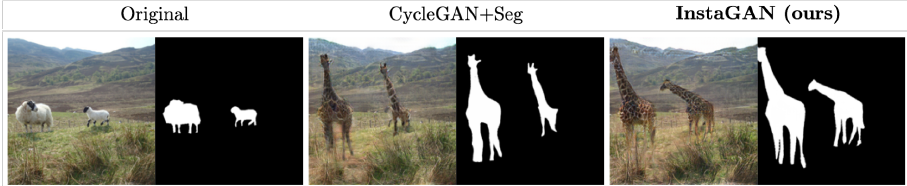 Original
CycleGAN+Seg
InstaGAN (ours)